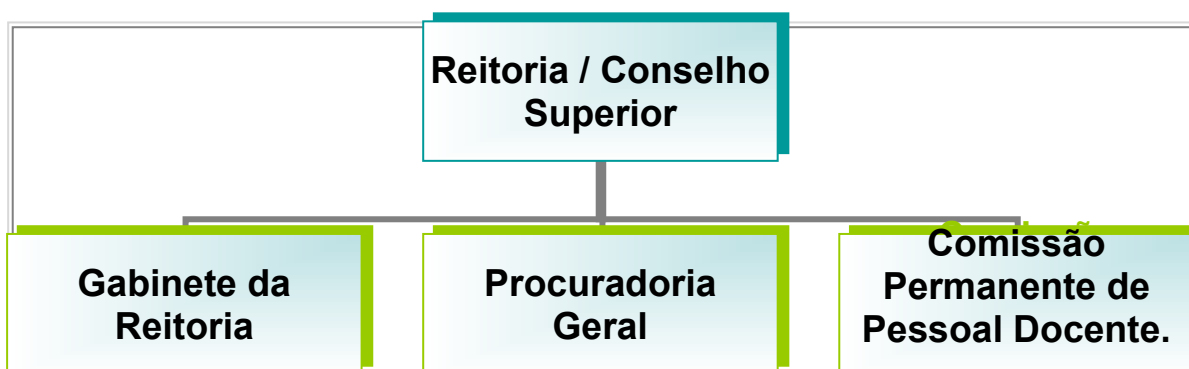 Reitoria / Conselho
Superior
Gabinete da
Reitoria
Procuradoria
Geral
Comissão
Permanente de
Pessoal Docente.